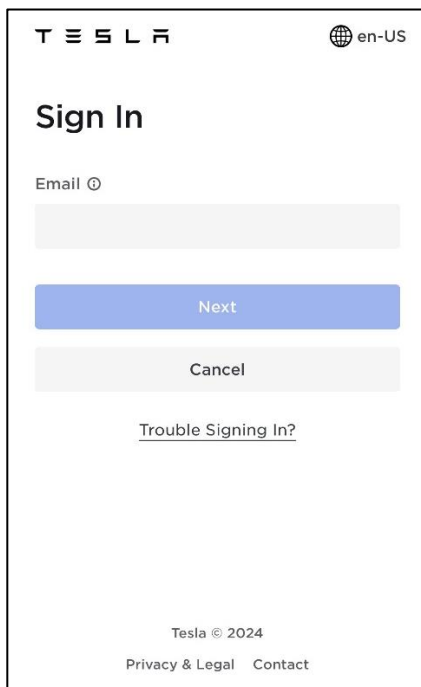 TESLA en-US
Sign In
Email
Next
Cancel
Trouble Signing In?
Tesla © 2024
Privacy & Legal Contact